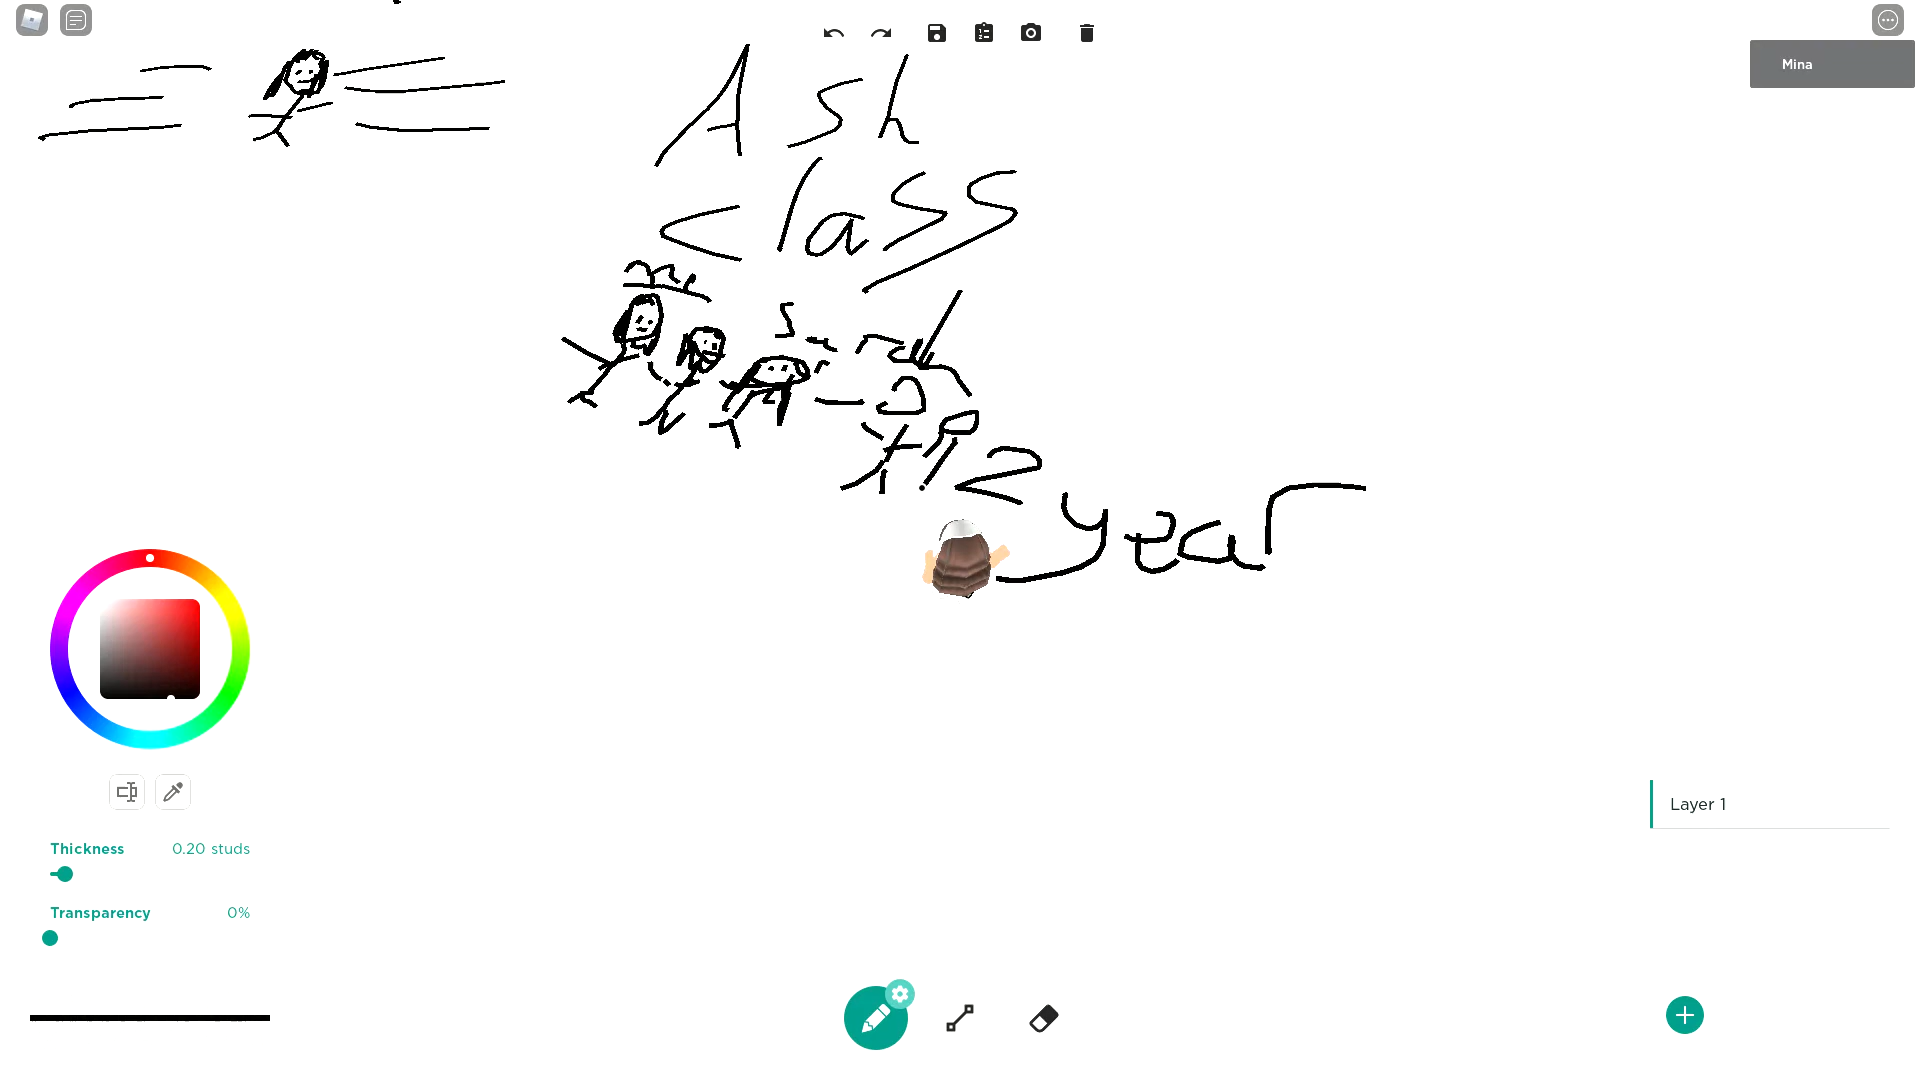 Mina
Ash
class
year
Thickness 0.20 studs
Transparency 0%
Layer 1